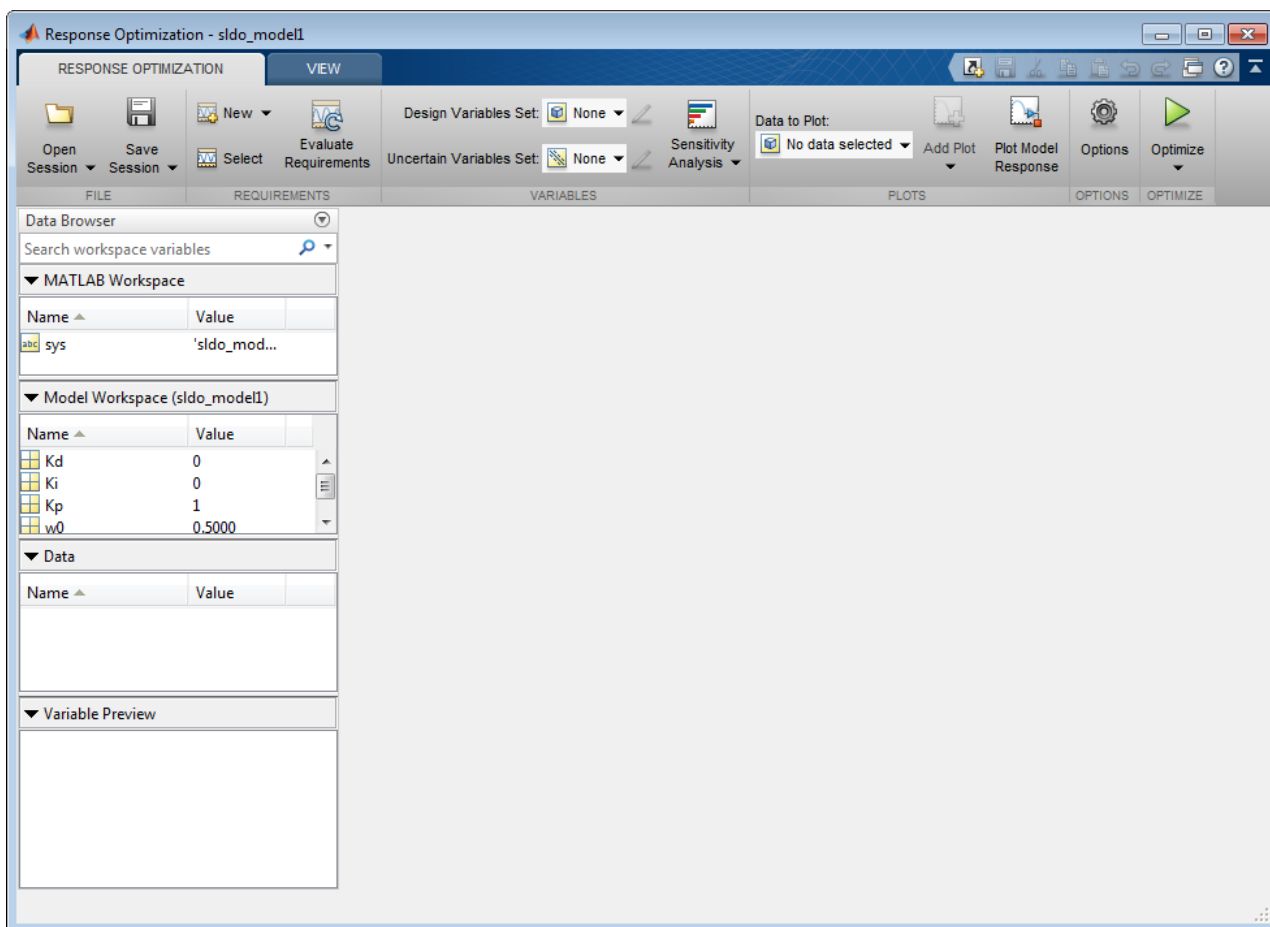 Response Optimization - sldo_model1
RESPONSE OPTIMIZATION VIEW
Open Session
Save Session
New
Select
Evaluate Requirements
Design Variables Set: None
Uncertain Variables Set: None
Sensitivity Analysis
Data to Plot:
No data selected
Add Plot
Plot Model Response
Options
Optimize
FILE REQUIREMENTS VARIABLES PLOTS OPTIONS OPTIMIZE
Data Browser
Search workspace variables
MATLAB Workspace
Name Value
abc sys 'sldo_mod...
Model Workspace (sldo_model1)
Name Value
Kd 0
Ki 0
Kp 1
w0 0.5000
Data
Name Value
Variable Preview